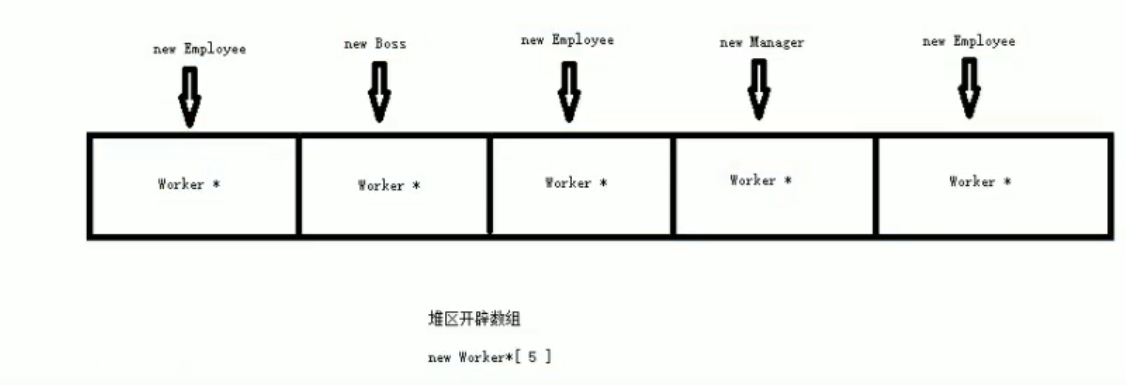 new Employee
new Boss
new Employee
new Manager
new Employee
Worker *
Worker *
Worker *
Worker *
Worker *
堆区开辟数组
new Worker*[ 5 ]